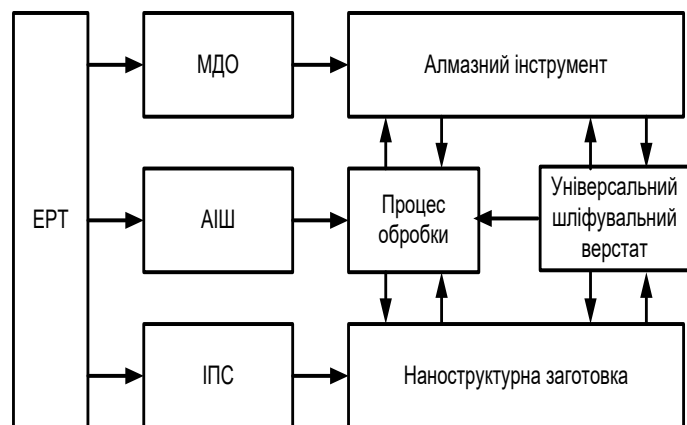 МДО
Алмазний інструмент
ЕРТ
АІШ
Процес
обробки
Універсальний
шліфувальний
верстат
ІПС
Наноструктурна заготовка